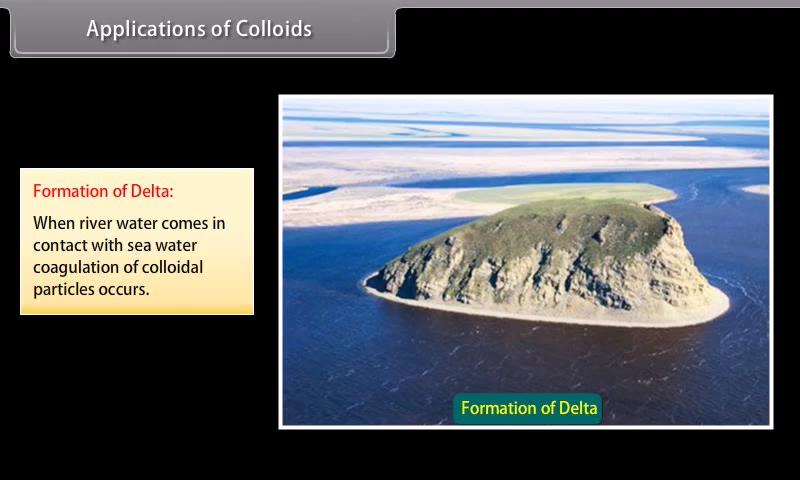 Applications of Colloids
Formation of Delta:
When river water comes in
contact with sea water
coagulation of colloidal
particles occurs.
Formation of Delta